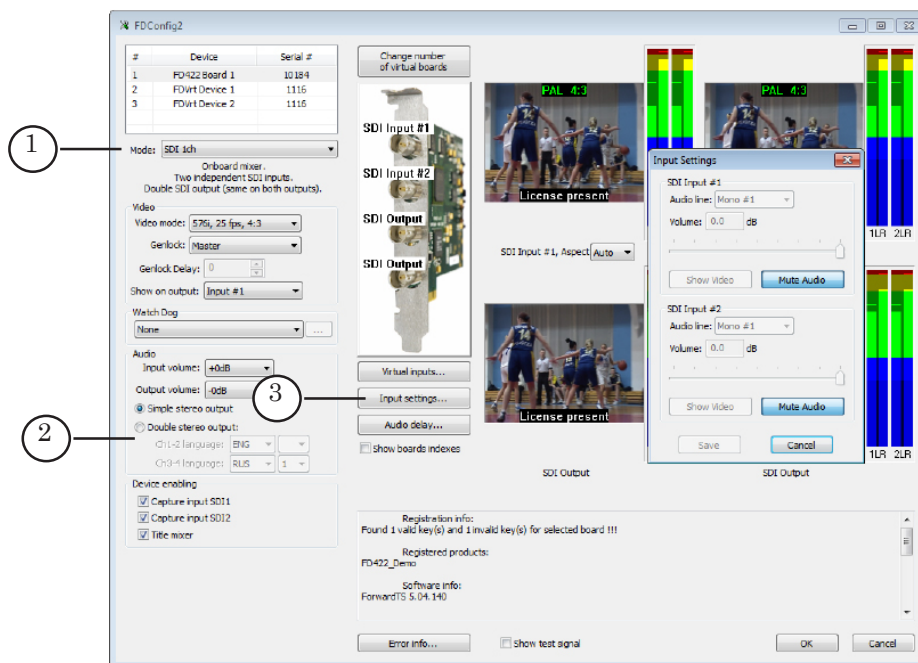 FDConfig2
# Device Serial #
1 FD422 Board 1 10184
2 FDVrt Device 1 1116
3 FDVrt Device 2 1116
1
Mode: SDI 1ch
Onboard mixer.
Two independent SDI inputs.
Double SDI output (same on both outputs).
Video
Video mode: 576i, 25 fps, 4:3
Genlock: Master
Genlock Delay: 0
Show on output: Input #1
Watch Dog
None ...
Audio
Input volume: +0dB
Output volume: -0dB
Simple stereo output
2
Double stereo output:
Ch1-2 language: ENG
Ch3-4 language: RUS 1
Device enabling
Capture input SDI1
Capture input SDI2
Title mixer
Change number
of virtual boards
SDI Input #1
SDI Input #2
SDI Output
SDI Output
Virtual inputs...
3
Input settings...
Audio delay...
Show boards indexes
PAL 4:3
License present
SDI Input #1, Aspect Auto
License present
SDI Output
PAL 4:3
1LR 2LR
SDI Output
1LR 2LR
Input Settings
SDI Input #1
Audio line: Mono #1
Volume: 0.0 dB
Show Video Mute Audio
SDI Input #2
Audio line: Mono #1
Volume: 0.0 dB
Show Video Mute Audio
Save Cancel
Registration info:
Found 1 valid key(s) and 1 invalid key(s) for selected board !!!
Registered products:
FD422_Demo
Software info:
ForwardTS 5.04.140
Error info... Show test signal OK Cancel